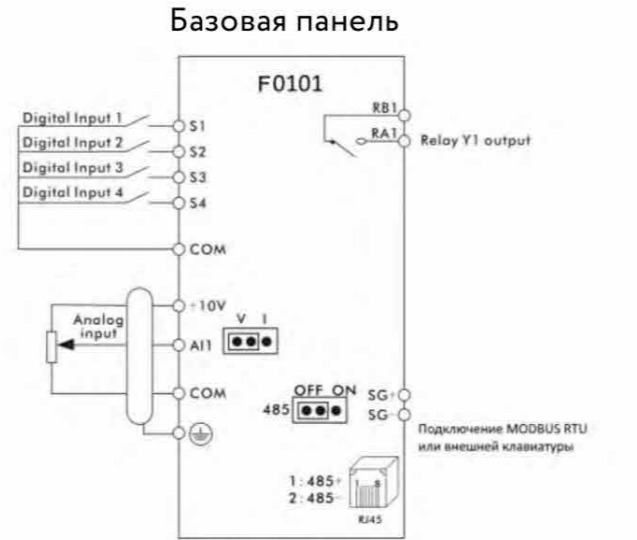 Базовая панель
F0101
RB1
RA1
Relay Y1 output
Digital Input 1
S1
Digital Input 2
S2
Digital Input 3
S3
Digital Input 4
S4
COM
+10V
Analog
input
V I
AI1
COM
OFF ON
485
SG+
SG-
Подключение MODBUS RTU
или внешней клавиатуры
1:485+
2:485-
1 8
RJ45